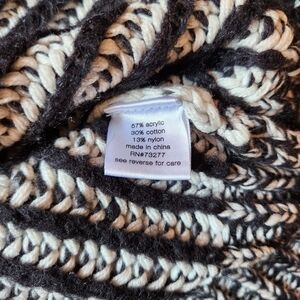 57% acrylic
30% cotton
13% nylon
made in china
RN#73277
see reverse for care